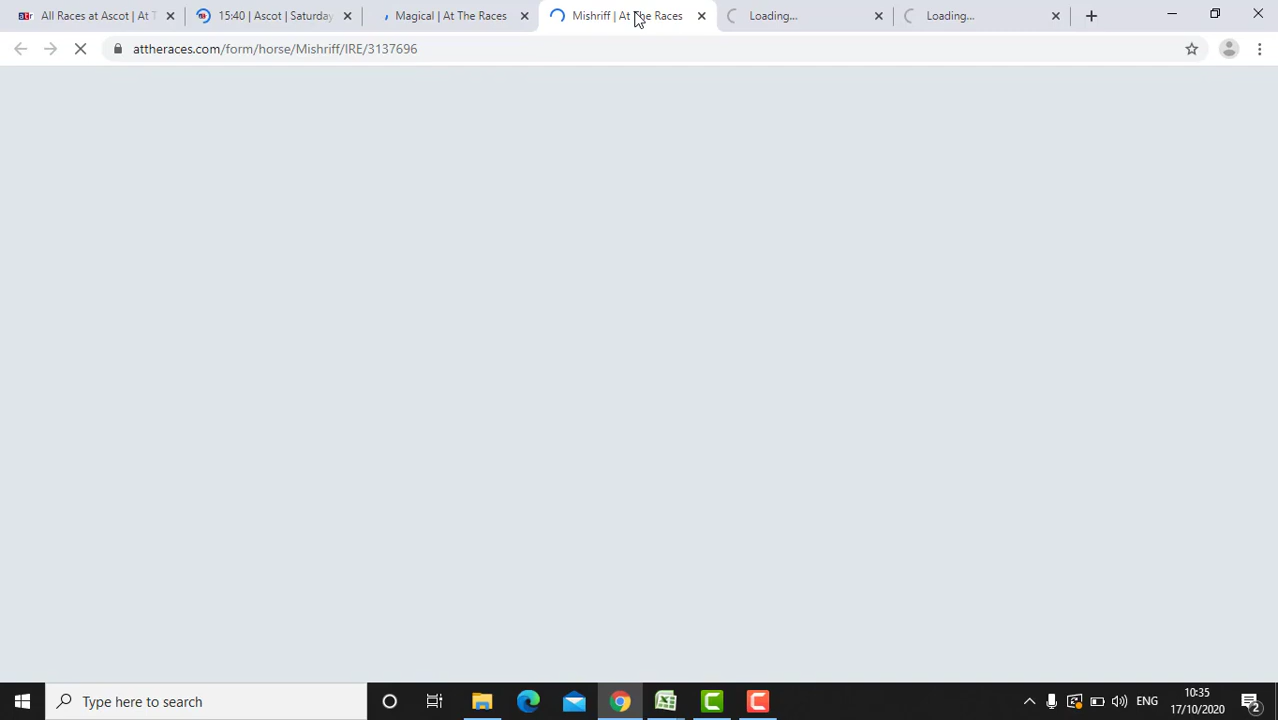 atr All Races at Ascot | At T
15:40 | Ascot | Saturday
Magical | At The Races
Mishriff | At The Races
Loading...
Loading...
attheraces.com/form/horse/Mishriff/IRE/3137696
Type here to search
ENG
10:35
17/10/2020
2